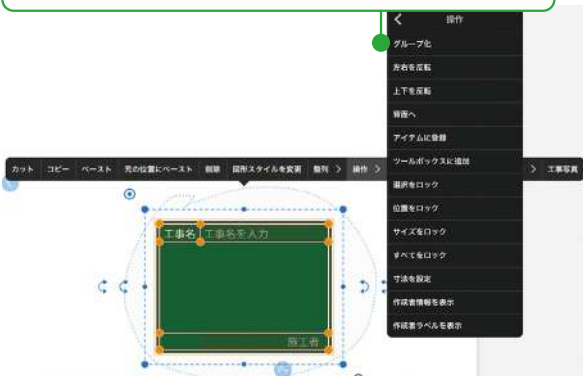 操作
グループ化
左右を反転
上下を反転
背面へ
アイテムに登録
ツールボックスに追加
カット コピー ペースト 元の位置にペースト 削除 図形スタイルを変更 整列 操作 工事写真
選択をロック
位置をロック
サイズをロック
すべてをロック
寸法を設定
作成者情報を表示
作成者ラベルを表示
工事名 工事名を入力
施工者